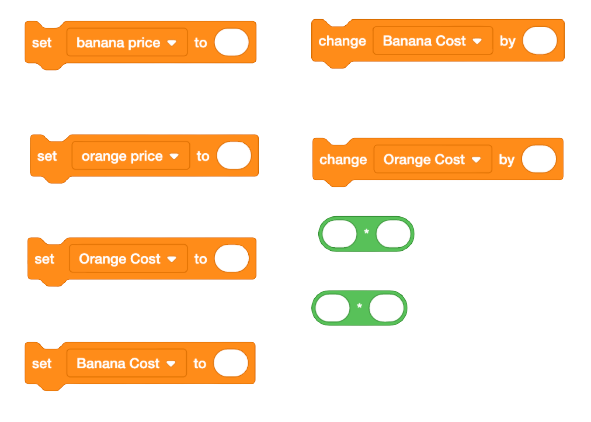 set banana price to
change Banana Cost by
set orange price to
change Orange Cost by
*
set Orange Cost to
*
set Banana Cost to